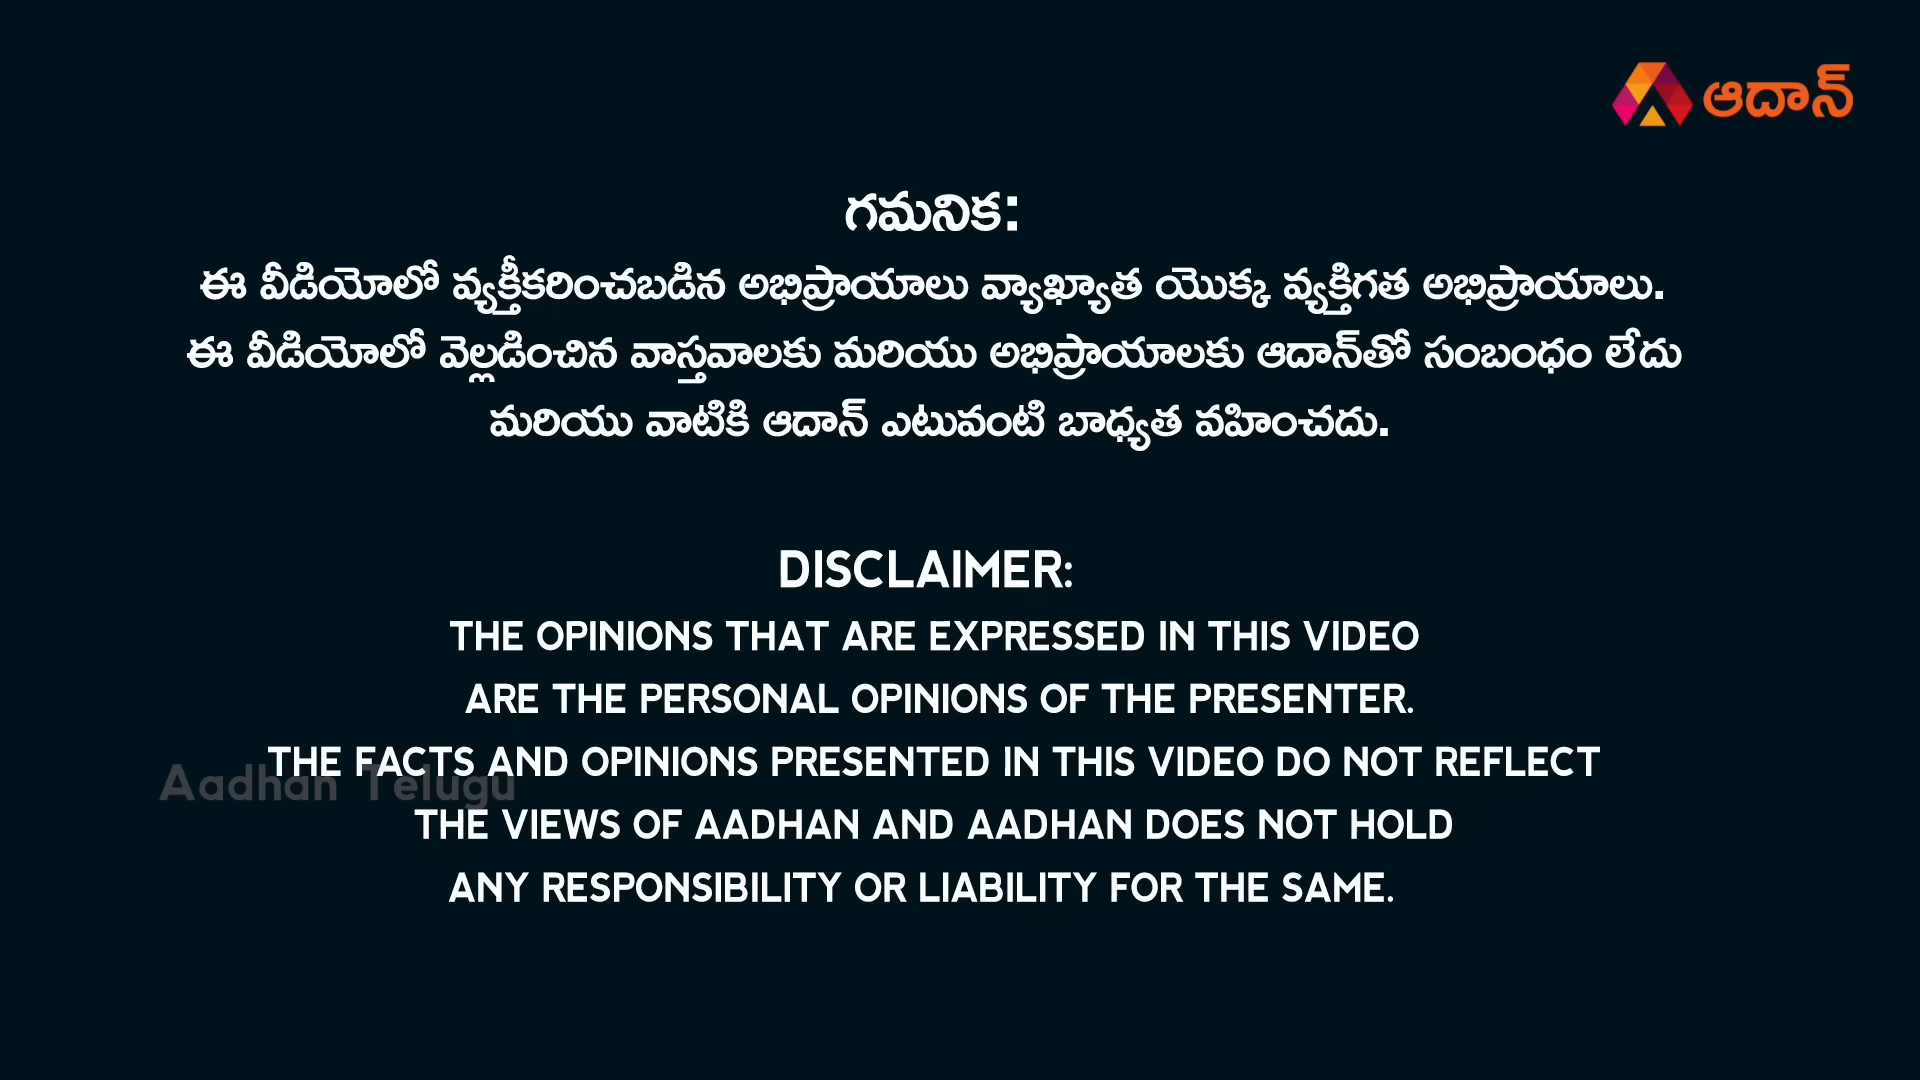 ఆదాన్
గమనిక:
ఈ వీడియోలో వ్యక్తీకరించబడిన అభిప్రాయాలు వ్యాఖ్యాత యొక్క వ్యక్తిగత అభిప్రాయాలు.
ఈ వీడియోలో వెల్లడించిన వాస్తవాలకు మరియు అభిప్రాయాలకు ఆదాన్‌తో సంబంధం లేదు
మరియు వాటికి ఆదాన్ ఎటువంటి బాధ్యత వహించదు.
DISCLAIMER:
THE OPINIONS THAT ARE EXPRESSED IN THIS VIDEO
ARE THE PERSONAL OPINIONS OF THE PRESENTER.
THE FACTS AND OPINIONS PRESENTED IN THIS VIDEO DO NOT REFLECT
Aadhan Telugu
THE VIEWS OF AADHAN AND AADHAN DOES NOT HOLD
ANY RESPONSIBILITY OR LIABILITY FOR THE SAME.